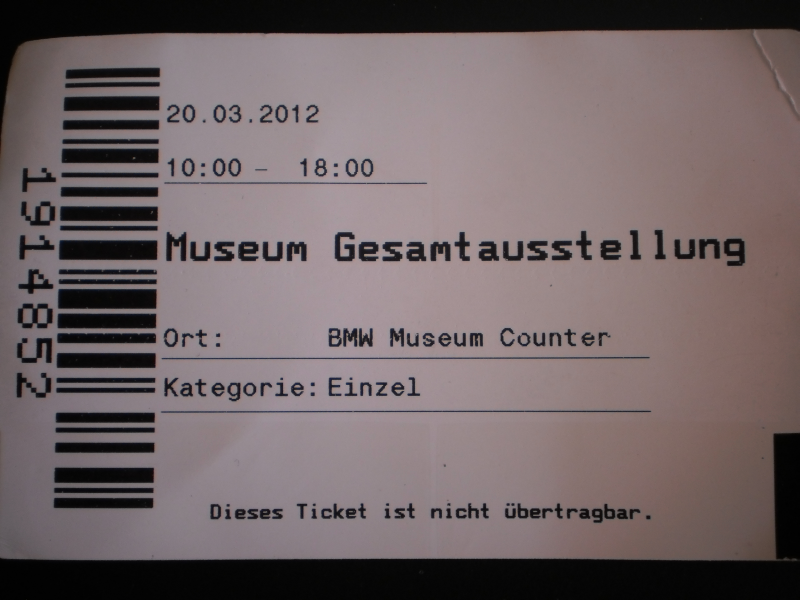 20.03.2012
10:00 - 18:00
Museum Gesamtausstellung
Ort: BMW Museum Counter
Kategorie: Einzel
Dieses Ticket ist nicht übertragbar.
1914852